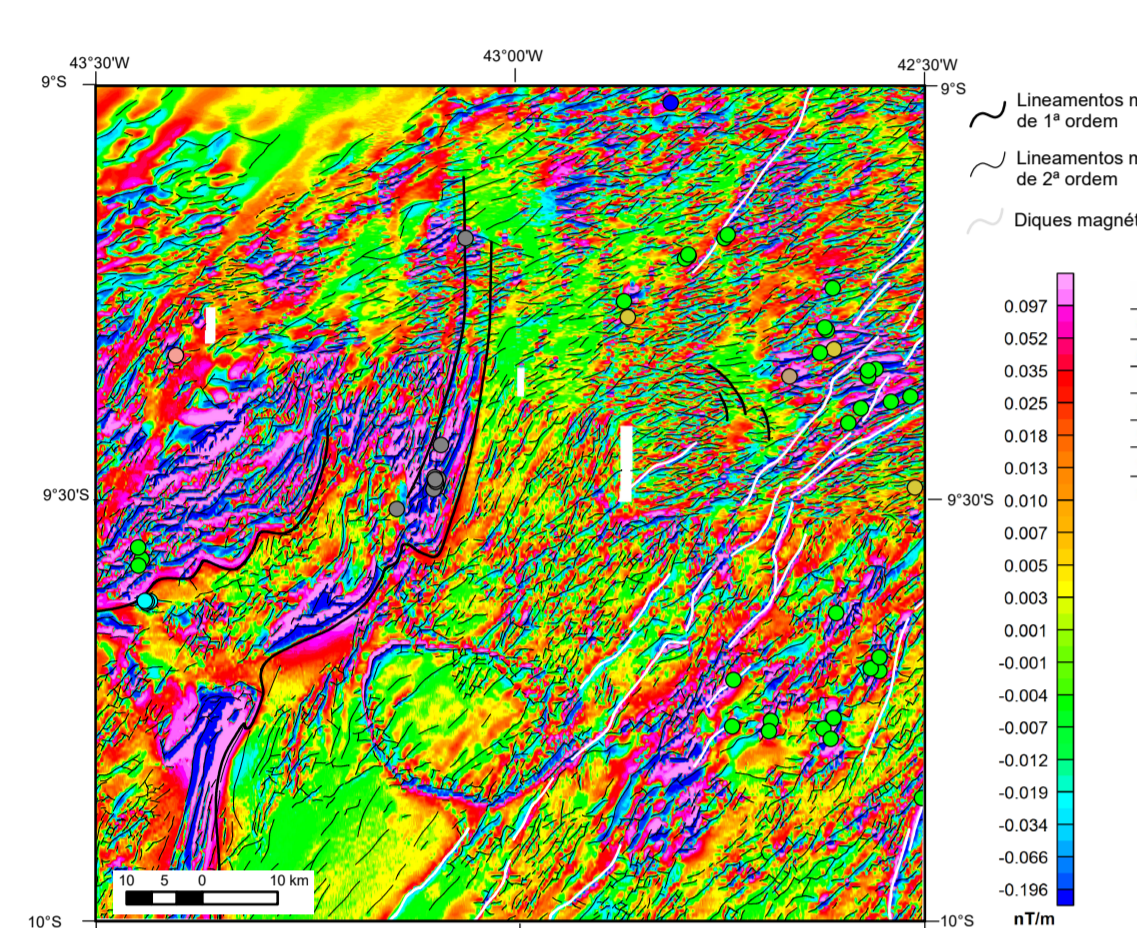 43°30'W
43°00'W
42°30'W
9°S
9°S
Lineamentos
de 1ª ordem
Lineamentos
de 2ª ordem
Diques
0.097
0.052
0.035
0.025
0.018
0.013
9°30'S
9°30'S
0.010
0.007
0.005
0.003
0.001
-0.001
-0.004
-0.007
-0.012
-0.019
-0.034
-0.066
-0.196
10 5 0 10 km
10°S
10°S
nT/m